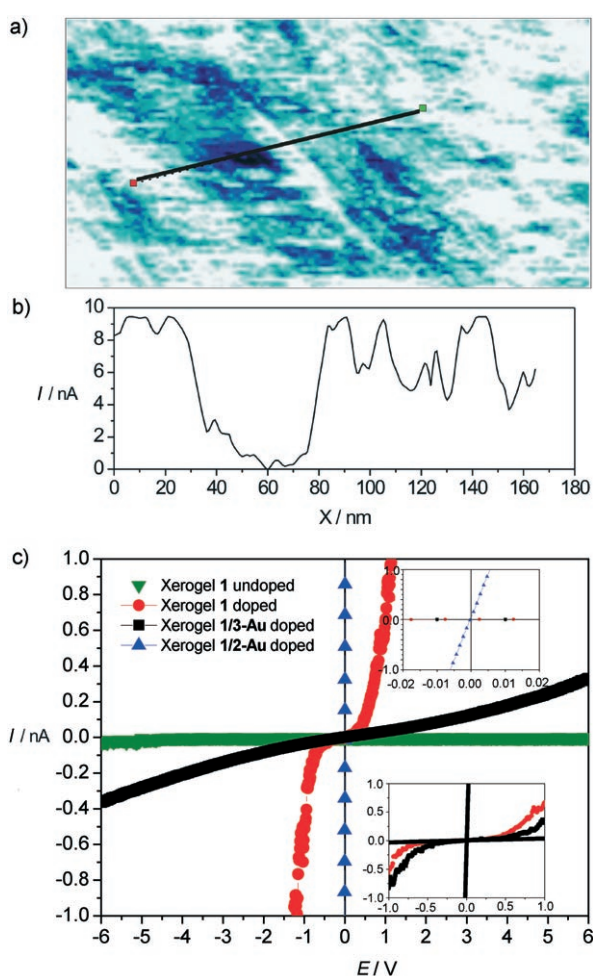 a)
b)
10
8
6
4
2
0
I / nA
0 20 40 60 80 100 120 140 160 180
X / nm
c)
1.0
0.8
0.6
0.4
0.2
0.0
-0.2
-0.4
-0.6
-0.8
-1.0
I / nA
Xerogel 1 undoped
Xerogel 1 doped
Xerogel 1/3-Au doped
Xerogel 1/2-Au doped
1.0
0.5
0.0
-0.5
-1.0
-0.02 -0.01 0.00 0.01 0.02
1.0
0.5
0.0
-0.5
-1.0
-1.0 -0.5 0.0 0.5 1.0
-6 -5 -4 -3 -2 -1 0 1 2 3 4 5 6
E / V